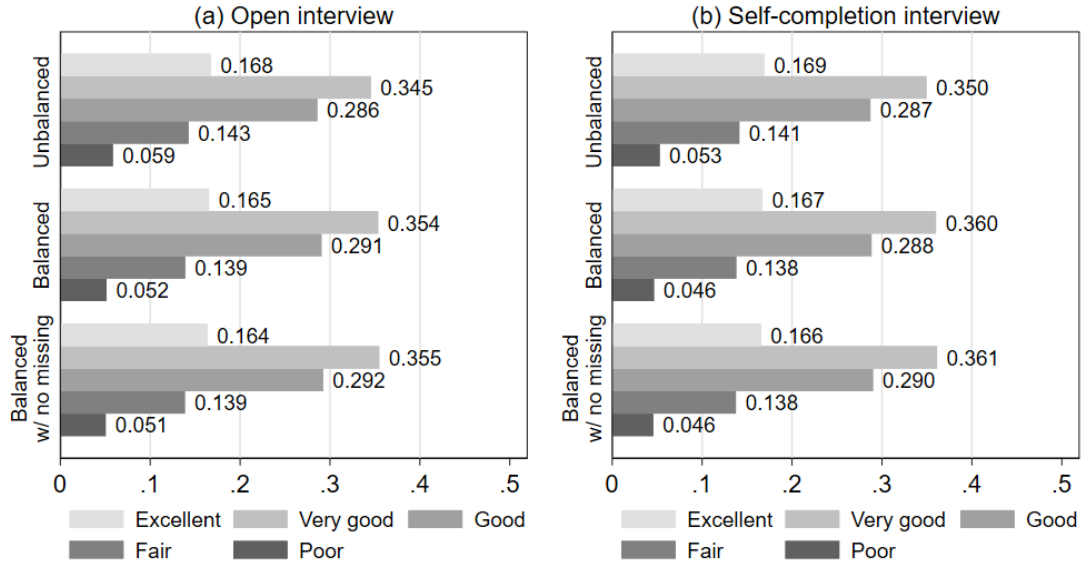 (a) Open interview
Unbalanced
0.168
0.345
0.286
0.143
0.059
Balanced
0.165
0.354
0.291
0.139
0.052
Balanced
w/ no missing
0.164
0.355
0.292
0.139
0.051
0 .1 .2 .3 .4 .5
Excellent Very good Good
Fair Poor
(b) Self-completion interview
Unbalanced
0.169
0.350
0.287
0.141
0.053
Balanced
0.167
0.360
0.288
0.138
0.046
Balanced
w/ no missing
0.166
0.361
0.290
0.138
0.046
0 .1 .2 .3 .4 .5
Excellent Very good Good
Fair Poor